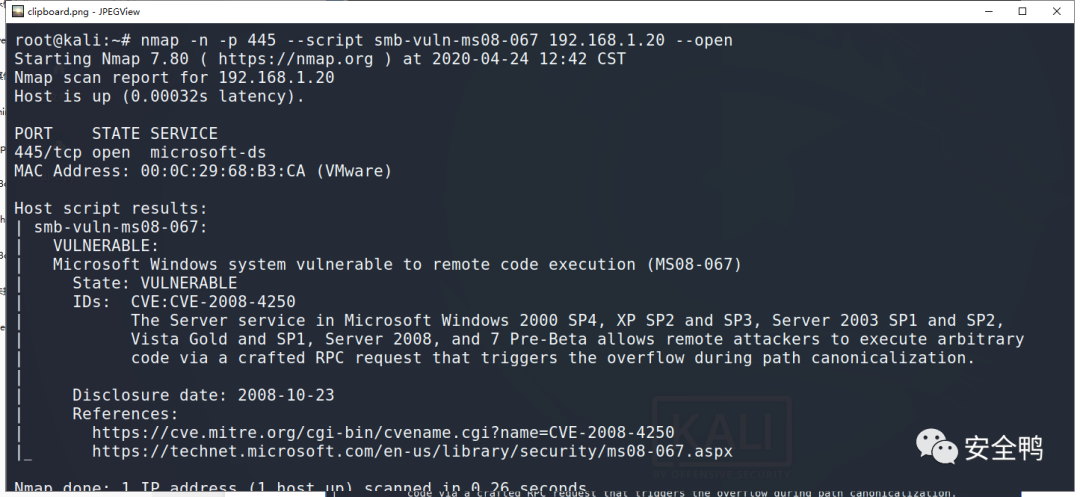 clipboard.png - JPEGView
root@kali:~# nmap -n -p 445 --script smb-vuln-ms08-067 192.168.1.20 --open
Starting Nmap 7.80 ( https://nmap.org ) at 2020-04-24 12:42 CST
Nmap scan report for 192.168.1.20
Host is up (0.00032s latency).
PORT    STATE SERVICE
445/tcp open  microsoft-ds
MAC Address: 00:0C:29:68:B3:CA (VMware)
Host script results:
| smb-vuln-ms08-067:
|   VULNERABLE:
|   Microsoft Windows system vulnerable to remote code execution (MS08-067)
|     State: VULNERABLE
|     IDs:  CVE:CVE-2008-4250
|           The Server service in Microsoft Windows 2000 SP4, XP SP2 and SP3, Server 2003 SP1 and SP2,
|           Vista Gold and SP1, Server 2008, and 7 Pre-Beta allows remote attackers to execute arbitrary
|           code via a crafted RPC request that triggers the overflow during path canonicalization.
|
|     Disclosure date: 2008-10-23
|     References:
|       https://cve.mitre.org/cgi-bin/cvename.cgi?name=CVE-2008-4250
|_      https://technet.microsoft.com/en-us/library/security/ms08-067.aspx
KALI
安全鸭
Nmap done: 1 IP address (1 host up) scanned in 0.26 seconds
code via a crafted RPC request that triggers the overflow during path canonicalization.